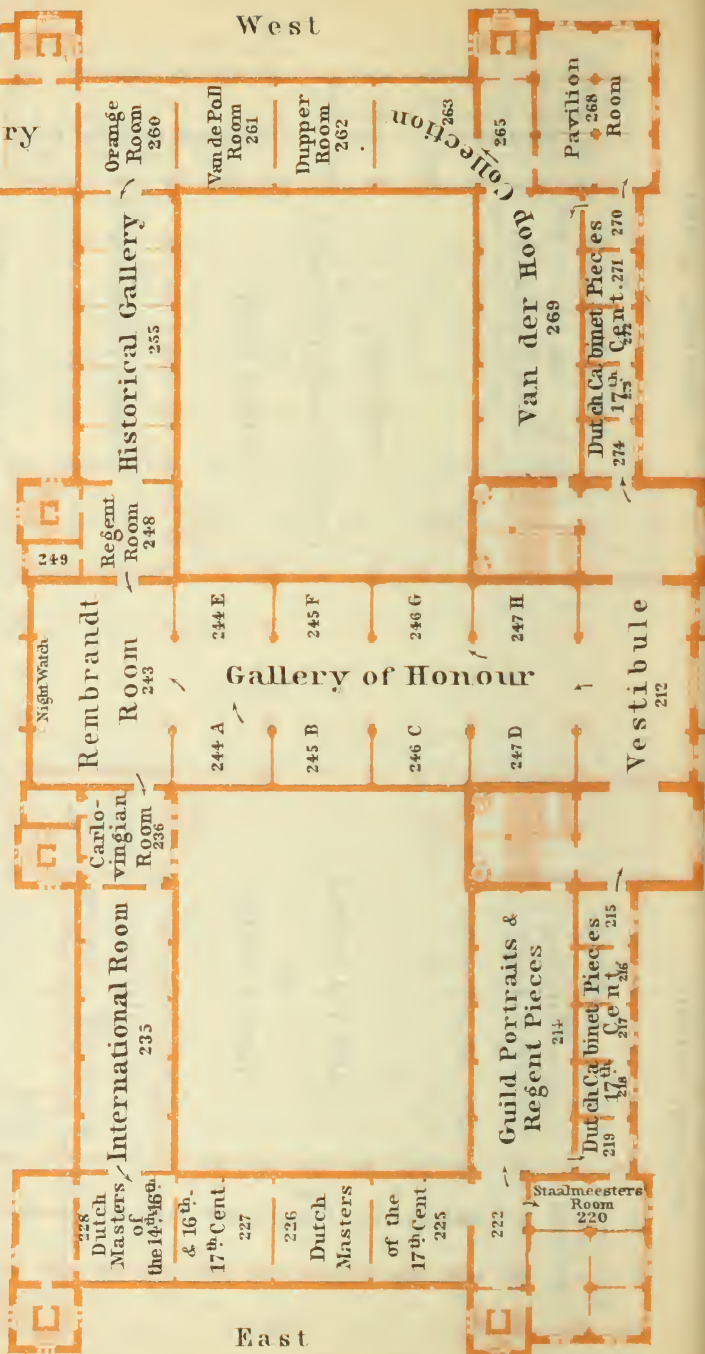 West
ry
Orange
Room
260
Van de Poll
Room
261
Dupper
Room
262
263
Collection
265
Pavilion
268
Room
Historical Gallery
255
Van der Hoop
269
Dutch Cabinet Pieces
17th Cent.
270
271
272
273
274
249
Regent
Room
248
Night Watch
Rembrandt
Room
243
244 E
245 F
246 G
247 H
Gallery of Honour
244 A
245 B
246 C
247 D
Vestibule
212
Carlo-
vingian
Room
236
International Room
235
Guild Portraits &
Regent Pieces
214
Dutch Cabinet Pieces
17th Cent
215
216
217
218
219
228
Dutch
Masters
of
the 14th-16th
& 16th-
17th Cent.
227
226
Dutch
Masters
of the
17th Cent.
225
222
Staalmeesters
Room
220
East